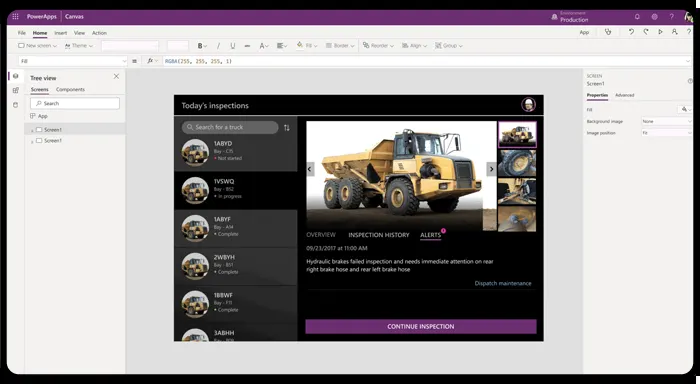 PowerApps | Canvas
Environment
Production
File Home Insert View Action
App
New screen Theme B Fill Border Reorder Align Group
Fill = fx RGBA(255, 255, 255, 1)
Tree view
Screens Components
Search
App
Screen1
Screen1
Today's inspections
Search for a truck
1ABYD
Bay - C15
Not started
1VSWQ
Bay - B52
In progress
1ABYF
Bay - A14
Complete
2WBYH
Bay - B51
Complete
1BBWF
Bay - F11
Complete
3ABHH
OVERVIEW INSPECTION HISTORY ALERTS
09/23/2017 at 11:00 AM
Hydraulic brakes failed inspection and needs immediate attention on rear
right brake hose and rear left brake hose
Dispatch maintenance
CONTINUE INSPECTION
SCREEN
Screen1
Properties Advanced
Fill
Background image None
Image position Fit